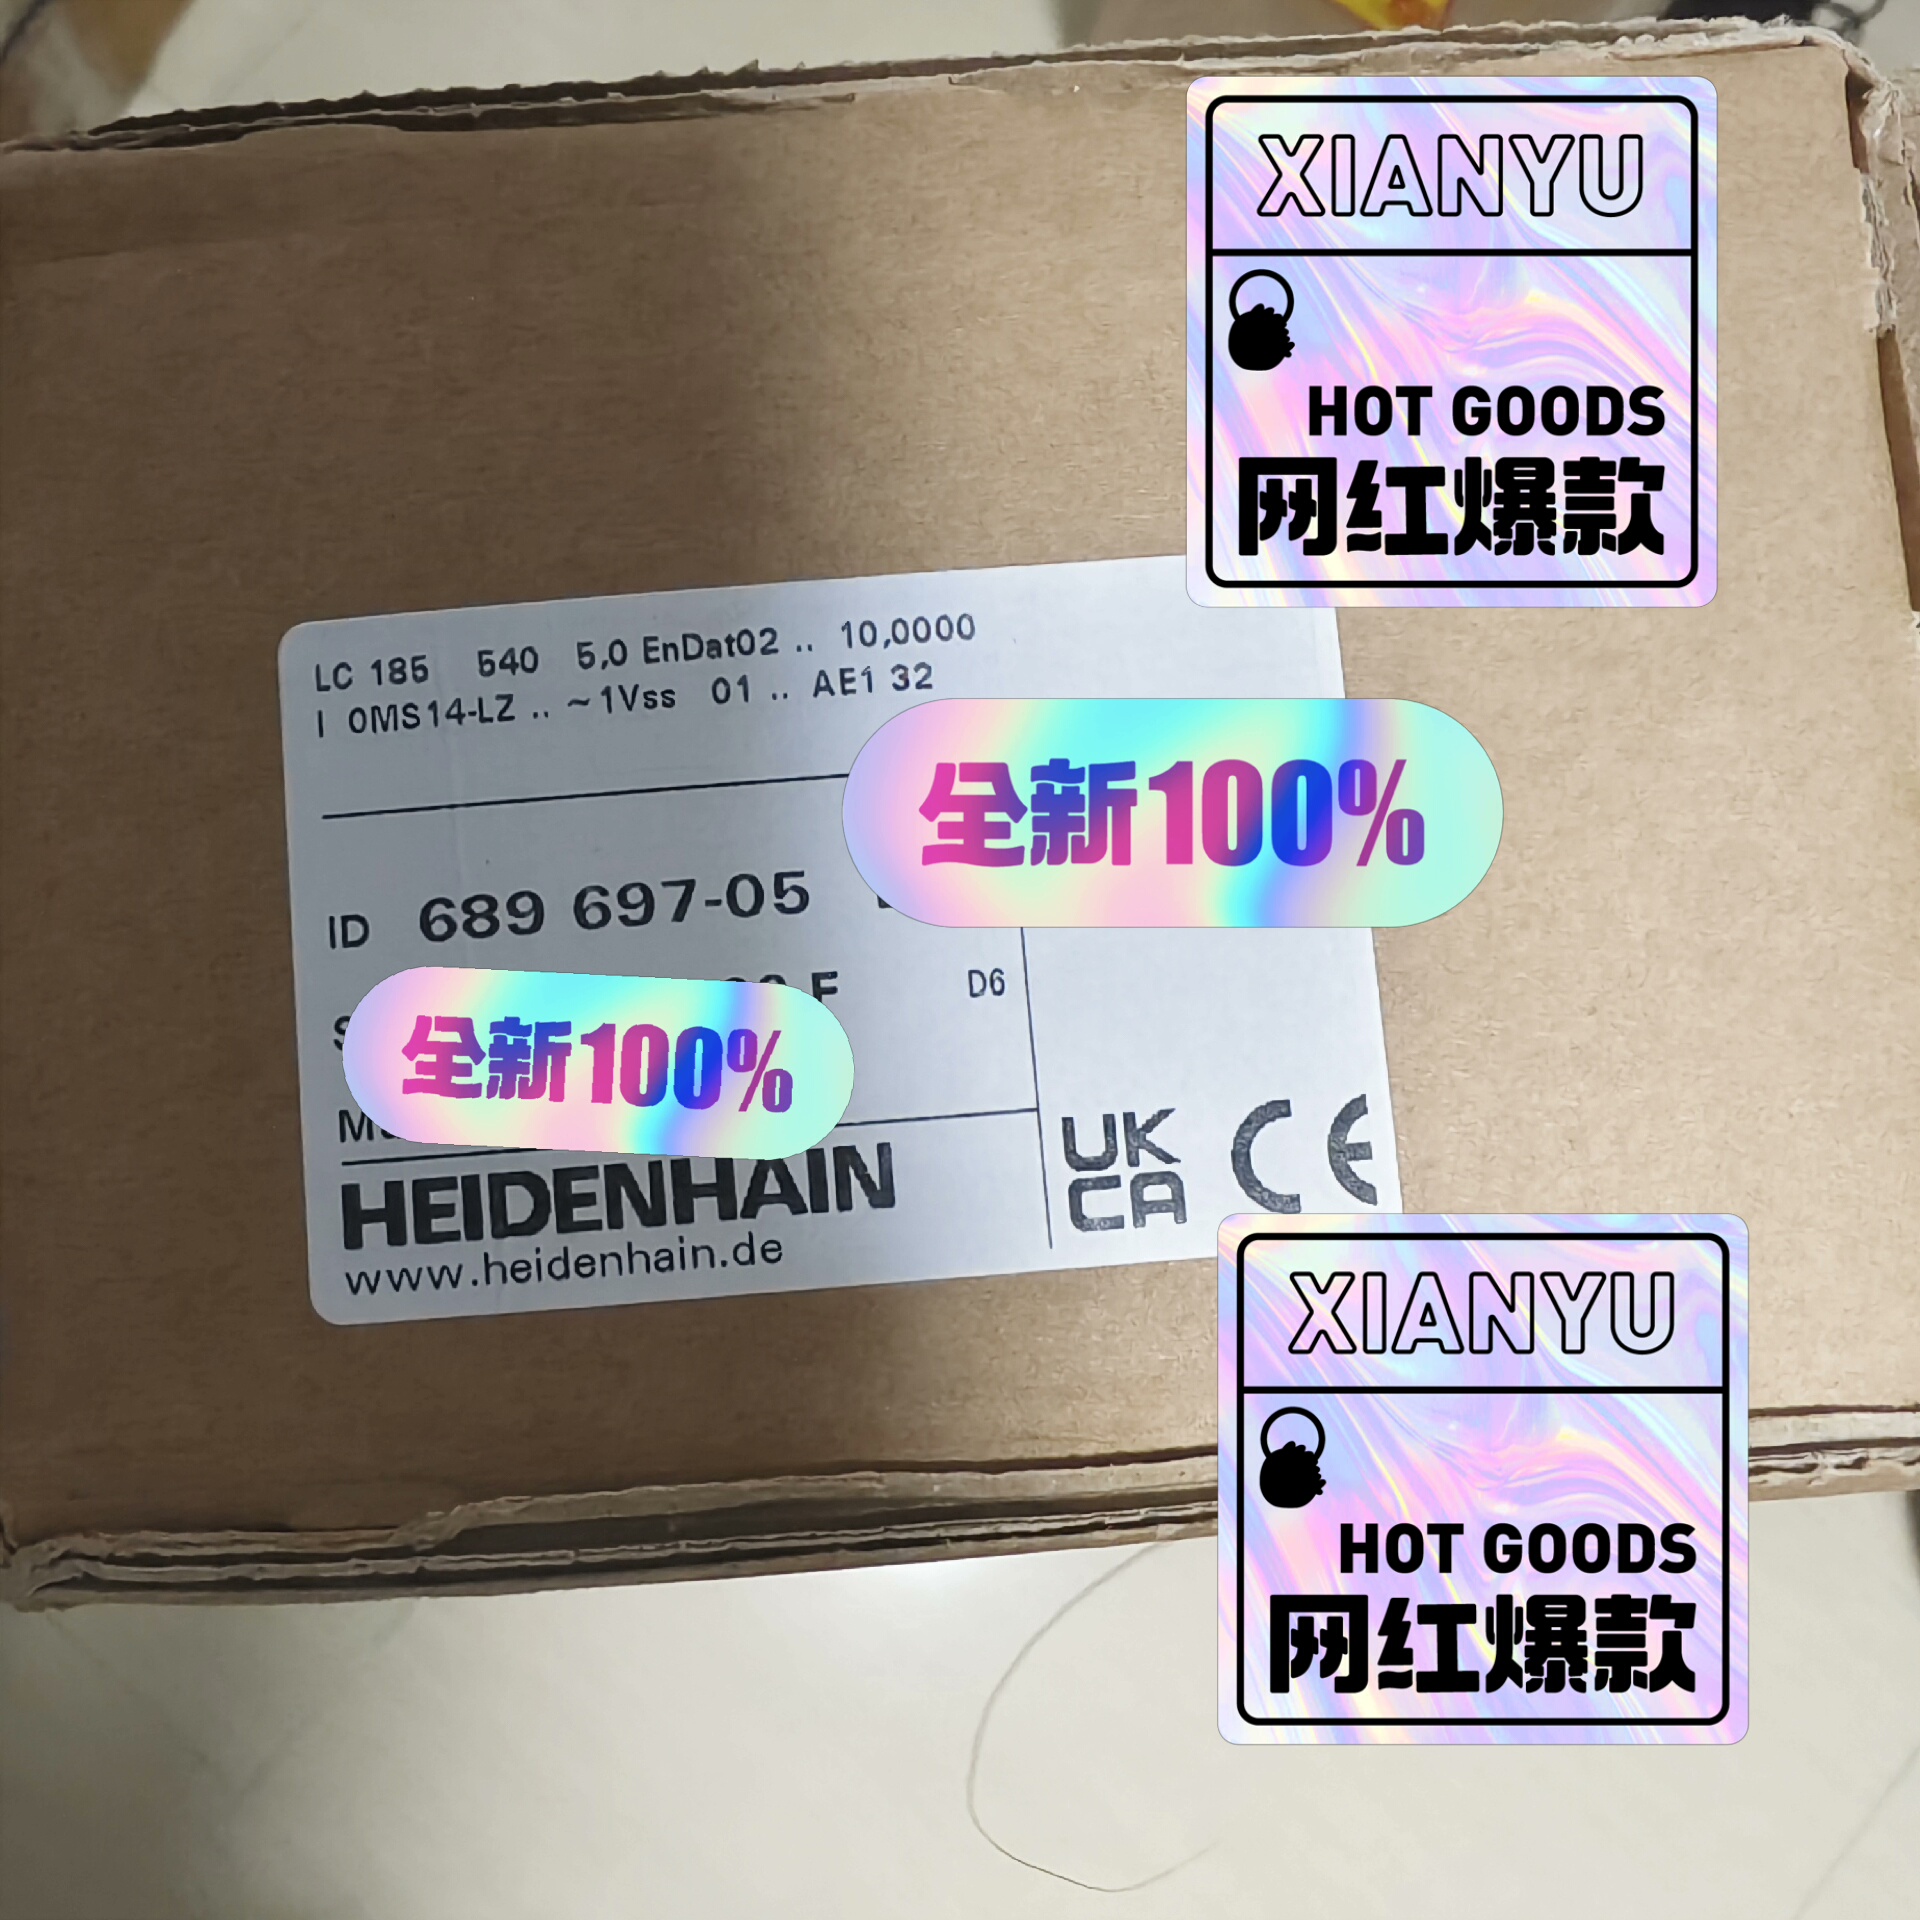 XIANYU
HOT GOODS
网红爆款
LC 185 540 5,0 EnDat02 .. 10,0000
I 0MS14-LZ .. ~1Vss 01 .. AE1 32
全新100%
ID 689 697-05
F D6
全新100%
HEIDENHAIN
www.heidenhain.de
UK
CA
CE
XIANYU
HOT GOODS
网红爆款